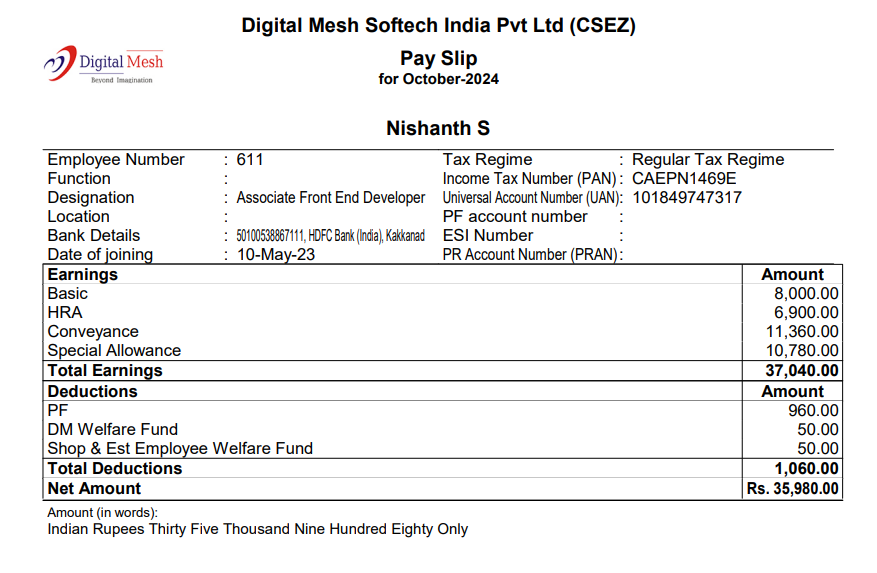 Digital Mesh Softech India Pvt Ltd (CSEZ)
Digital Mesh
Beyond Imagination
Pay Slip
for October-2024
Nishanth S
Employee Number : 611 Tax Regime : Regular Tax Regime
Function : Income Tax Number (PAN) : CAEPN1469E
Designation : Associate Front End Developer Universal Account Number (UAN): 101849747317
Location : PF account number :
Bank Details : 50100538867111, HDFC Bank (India), Kakkanad ESI Number :
Date of joining : 10-May-23 PR Account Number (PRAN) :
Earnings Amount
Basic 8,000.00
HRA 6,900.00
Conveyance 11,360.00
Special Allowance 10,780.00
Total Earnings 37,040.00
Deductions Amount
PF 960.00
DM Welfare Fund 50.00
Shop & Est Employee Welfare Fund 50.00
Total Deductions 1,060.00
Net Amount Rs. 35,980.00
Amount (in words):
Indian Rupees Thirty Five Thousand Nine Hundred Eighty Only